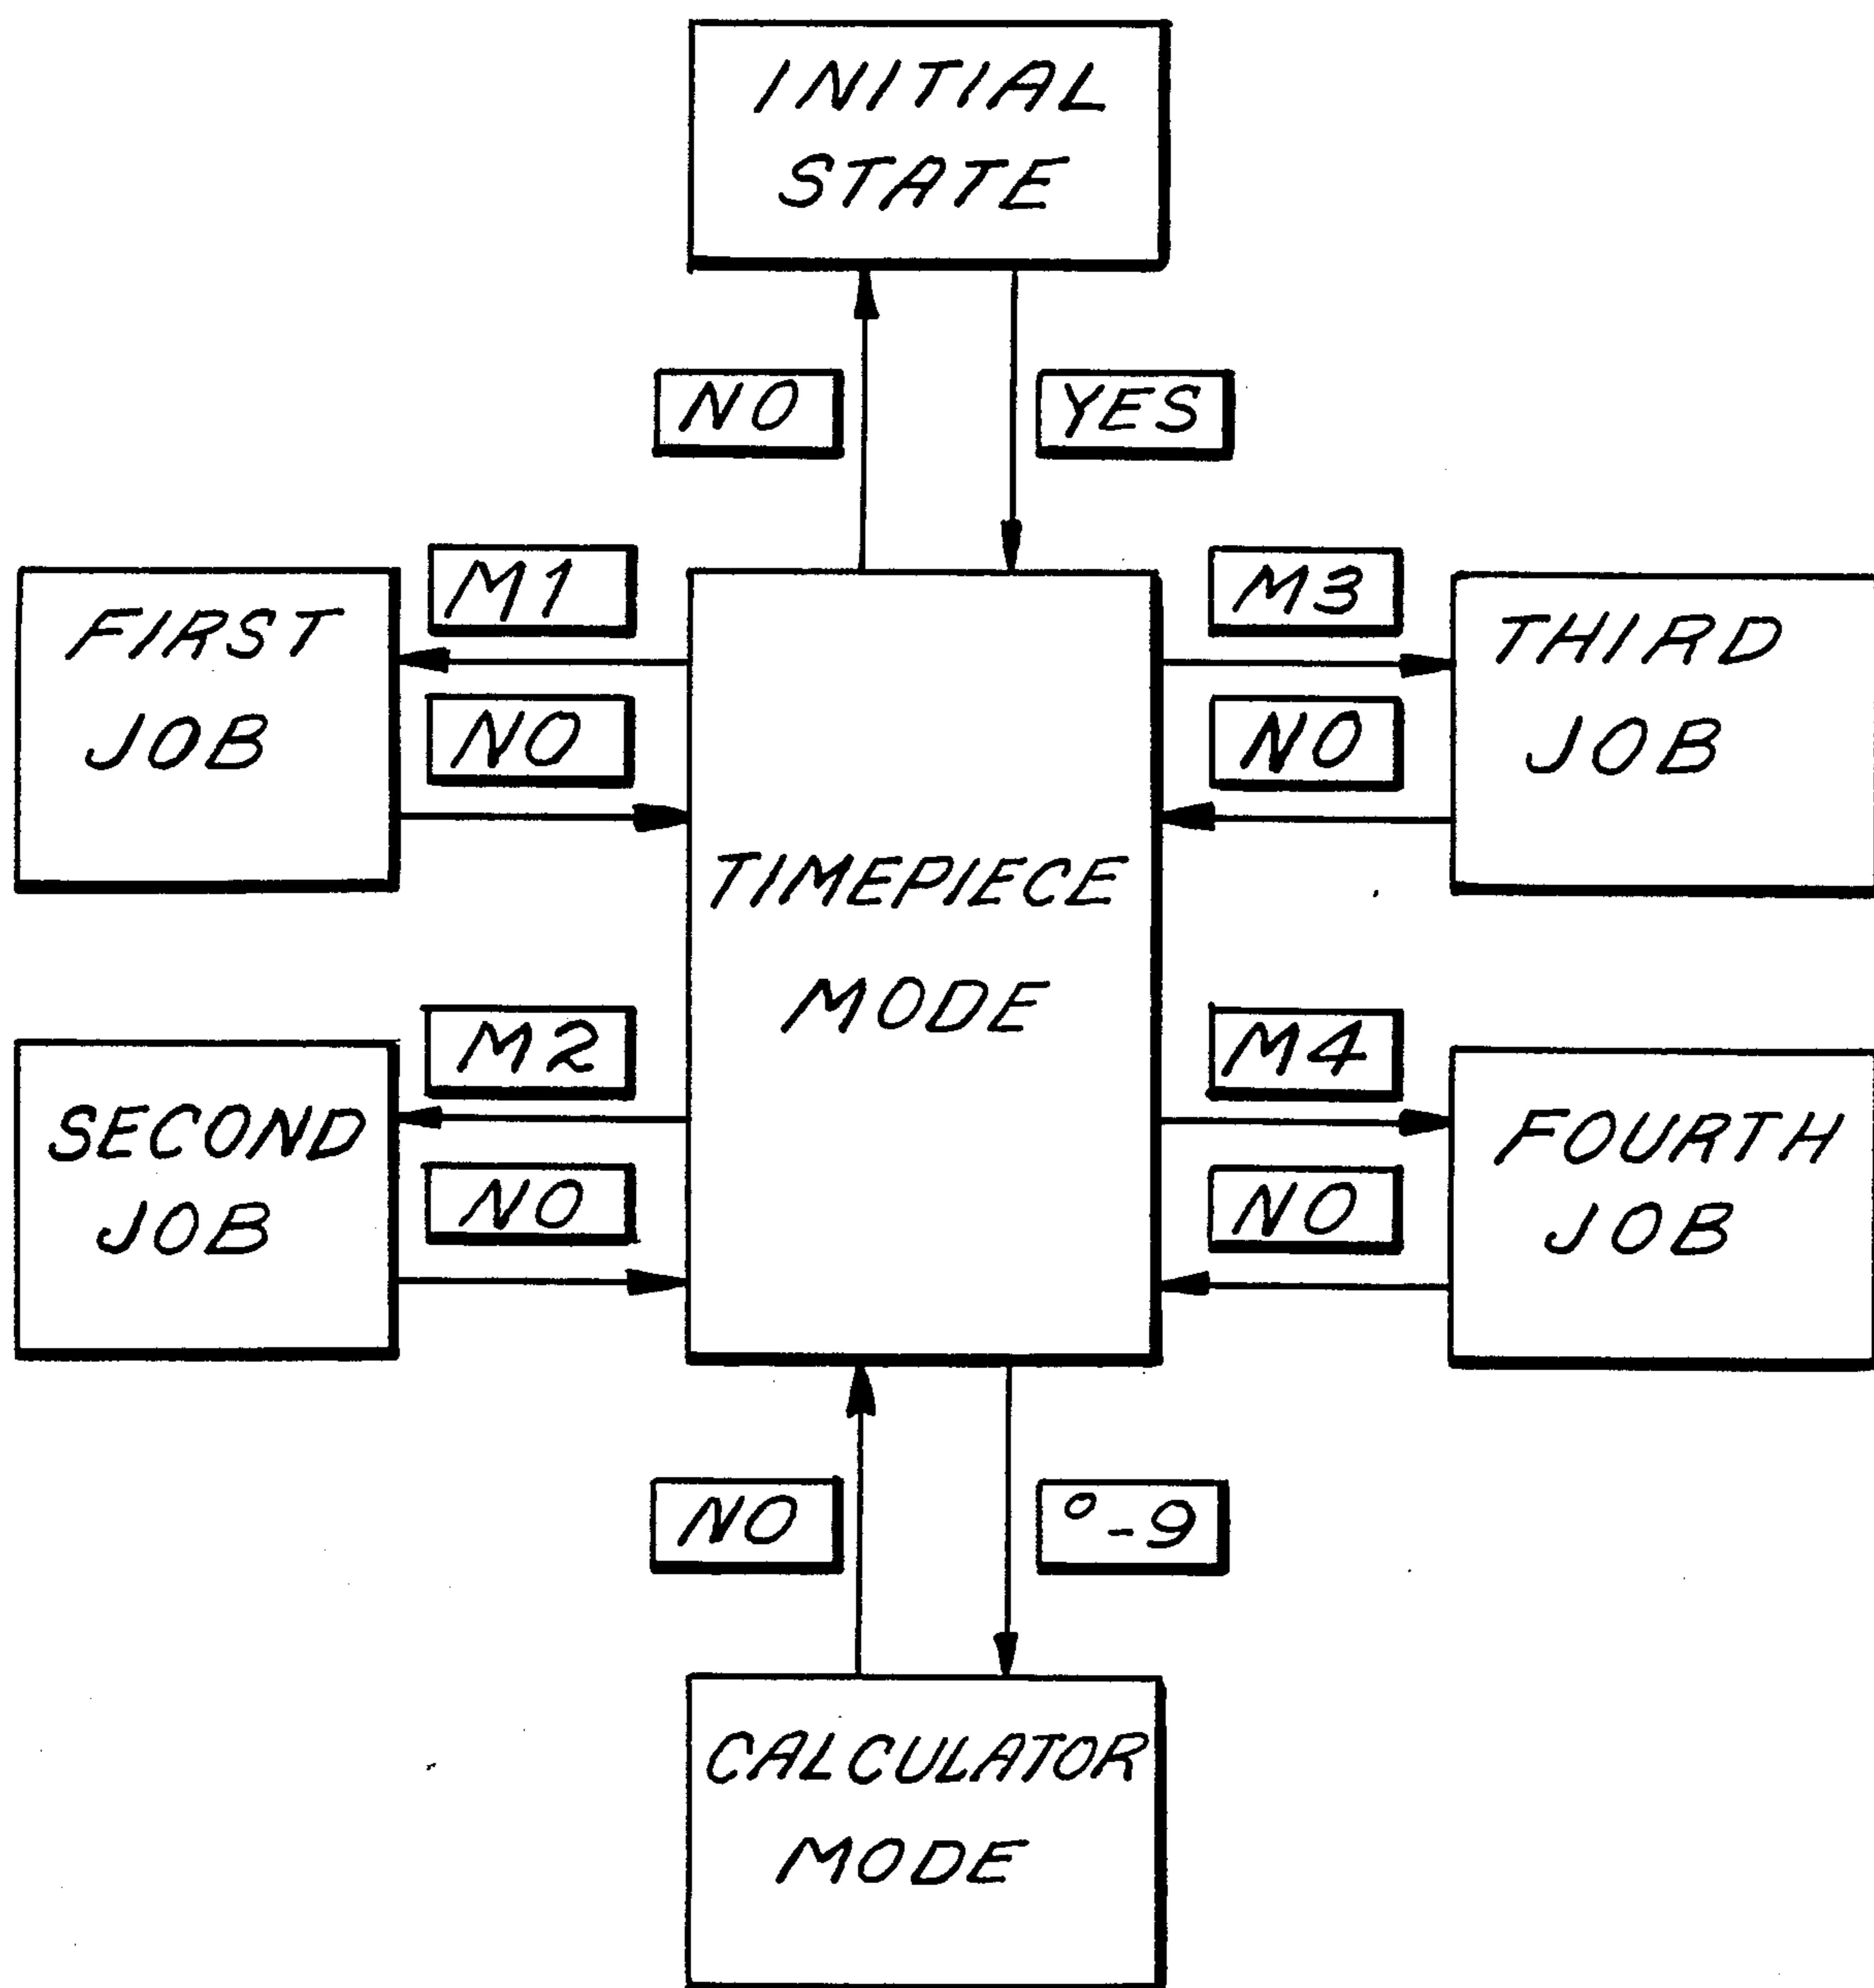 INITIAL
STATE
NO
YES
M1
M3
FIRST
JOB
NO
THIRD
JOB
NO
TIMEPIECE
MODE
M2
M4
SECOND
JOB
NO
FOURTH
JOB
NO
NO
0-9
CALCULATOR
MODE